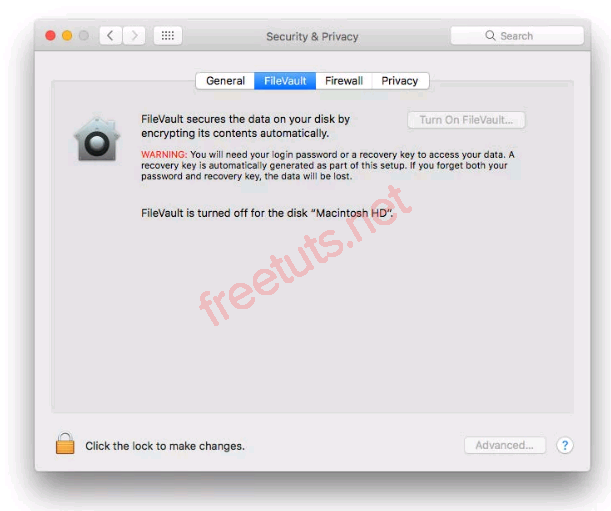 Security & Privacy
Search
General FileVault Firewall Privacy
FileVault secures the data on your disk by
encrypting its contents automatically.
Turn On FileVault...
WARNING: You will need your login password or a recovery key to access your data. A
recovery key is automatically generated as part of this setup. If you forget both your
password and recovery key, the data will be lost.
FileVault is turned off for the disk “Macintosh HD”.
freetuts.net
Click the lock to make changes.
Advanced...
?